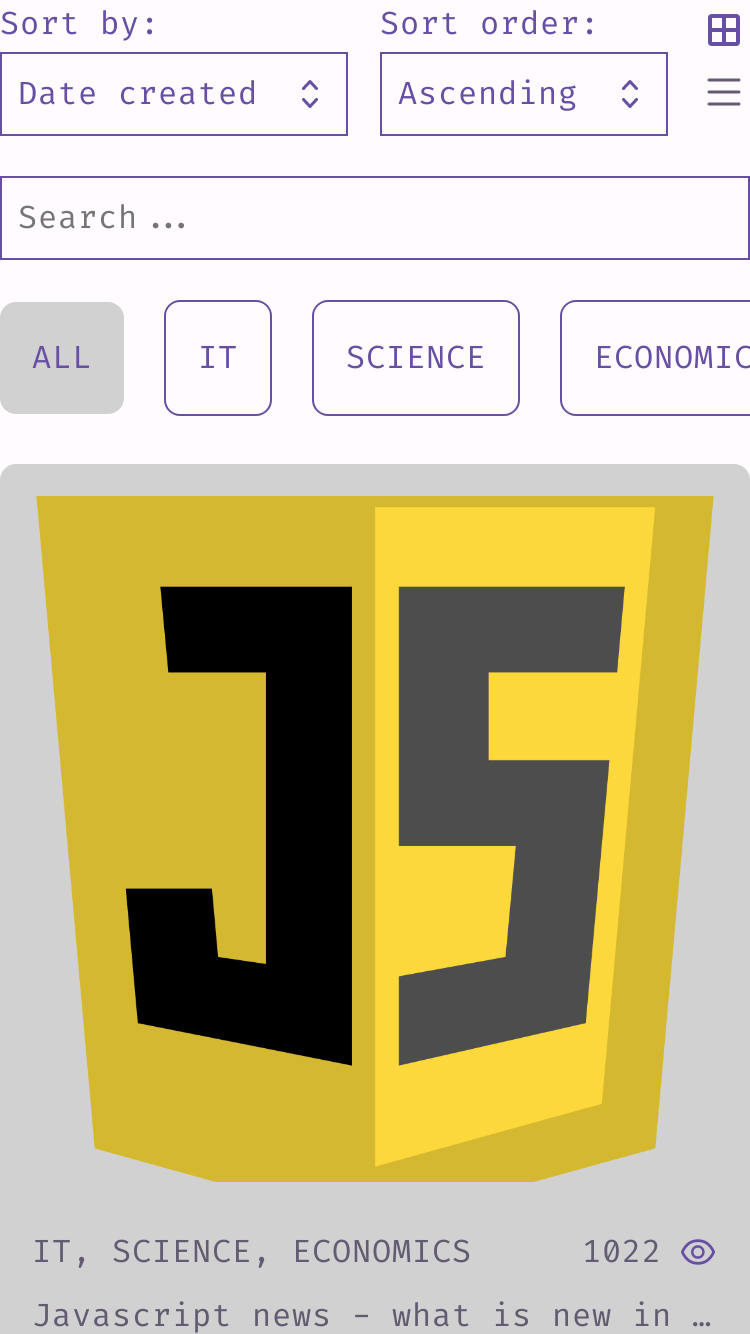 Sort by: Sort order:
Date created Ascending
Search ...
ALL IT SCIENCE ECONOMIC
JS
IT, SCIENCE, ECONOMICS 1022
Javascript news - what is new in …